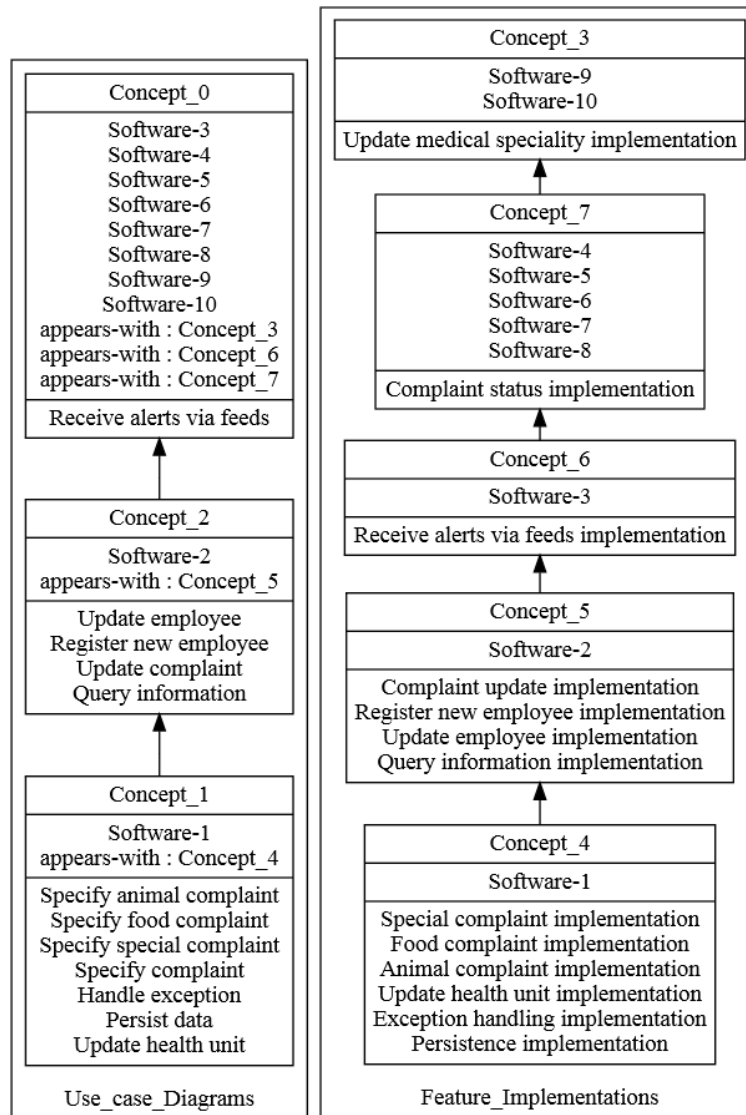 Concept_0
Software-3
Software-4
Software-5
Software-6
Software-7
Software-8
Software-9
Software-10
appears-with : Concept_3
appears-with : Concept_6
appears-with : Concept_7
Receive alerts via feeds
Concept_2
Software-2
appears-with : Concept_5
Update employee
Register new employee
Update complaint
Query information
Concept_1
Software-1
appears-with : Concept_4
Specify animal complaint
Specify food complaint
Specify special complaint
Specify complaint
Handle exception
Persist data
Update health unit
Use_case_Diagrams
Concept_3
Software-9
Software-10
Update medical speciality implementation
Concept_7
Software-4
Software-5
Software-6
Software-7
Software-8
Complaint status implementation
Concept_6
Software-3
Receive alerts via feeds implementation
Concept_5
Software-2
Complaint update implementation
Register new employee implementation
Update employee implementation
Query information implementation
Concept_4
Software-1
Special complaint implementation
Food complaint implementation
Animal complaint implementation
Update health unit implementation
Exception handling implementation
Persistence implementation
Feature_Implementations